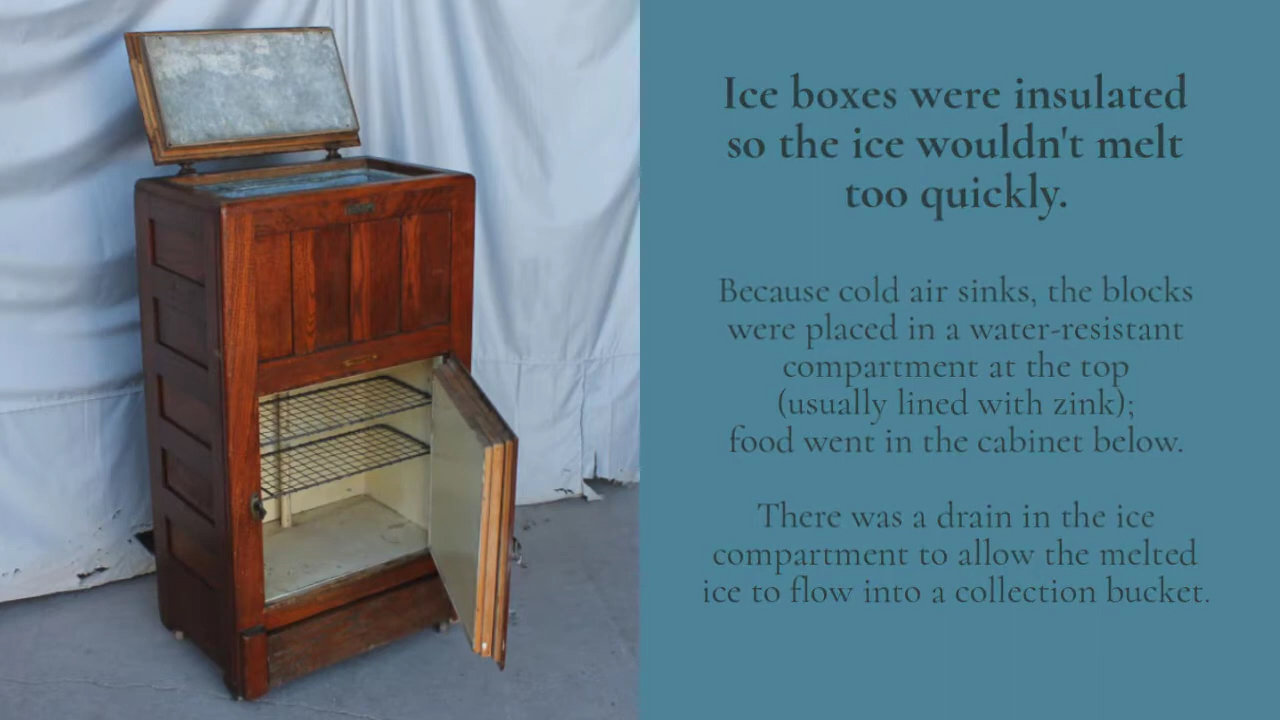 Ice boxes were insulated
so the ice wouldn't melt
too quickly.
Because cold air sinks, the blocks
were placed in a water-resistant
compartment at the top
(usually lined with zink);
food went in the cabinet below.
There was a drain in the ice
compartment to allow the melted
ice to flow into a collection bucket.